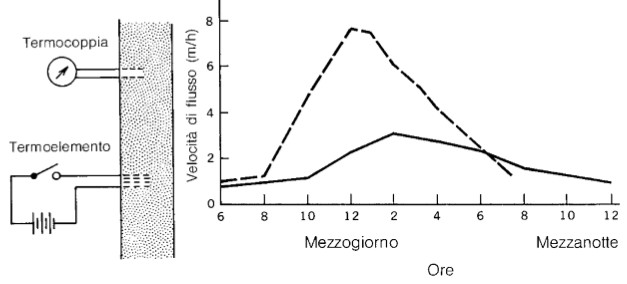 Termocoppia
Termoelemento
Velocità di flusso (m/h)
8
6
4
2
0
6 8 10 12 2 4 6 8 10 12
Mezzogiorno Mezzanotte
Ore